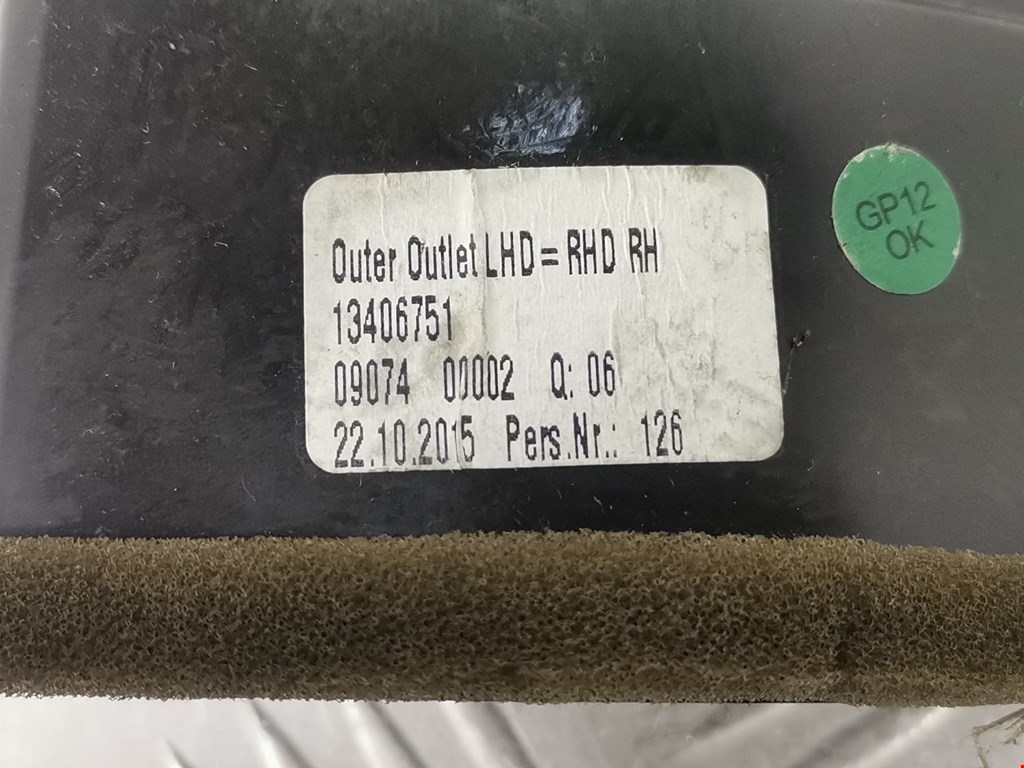 Outer Outlet LHD = RHD RH
13406751
09074 00002 Q: 06
22.10.2015 Pers.Nr.: 126
GP12
OK